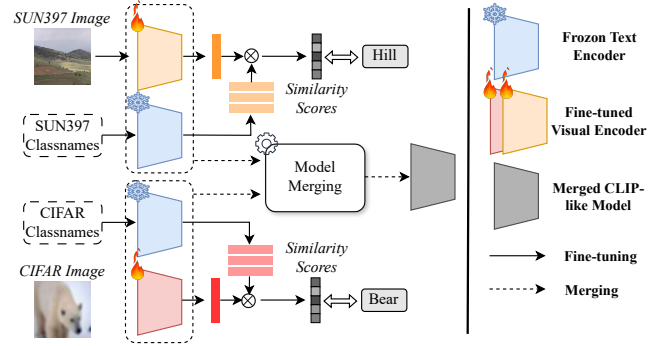 SUN397 Image
Hill
Similarity
Scores
SUN397
Classnames
Model
Merging
CIFAR
Classnames
CIFAR Image
Similarity
Scores
Bear
Frozon Text
Encoder
Fine-tuned
Visual Encoder
Merged CLIP-
like Model
Fine-tuning
Merging